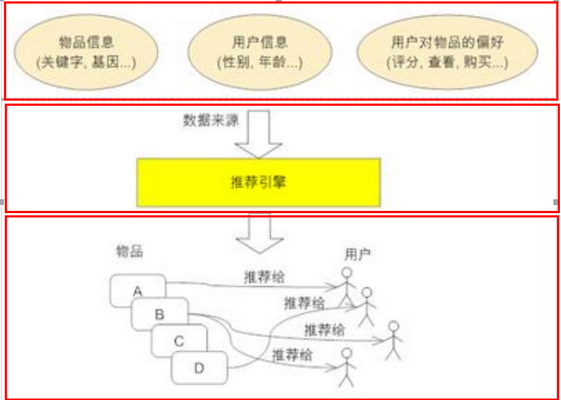 物品信息
(关键字, 基因...)
用户信息
(性别, 年龄...)
用户对物品的偏好
(评分, 查看, 购买...)
数据来源
推荐引擎
物品
用户
推荐给
A
推荐给
B
推荐给
C
推荐给
D